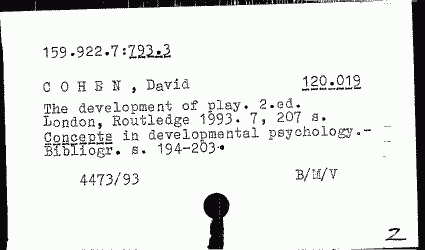 159.922.7:793.3
C O H E N , David 120.019
The development of play. 2.ed.
London, Routledge 1993. 7, 207 s.
Concepts in developmental psychology.-
Bibliogr. s. 194-203.
4473/93 B/M/V
2